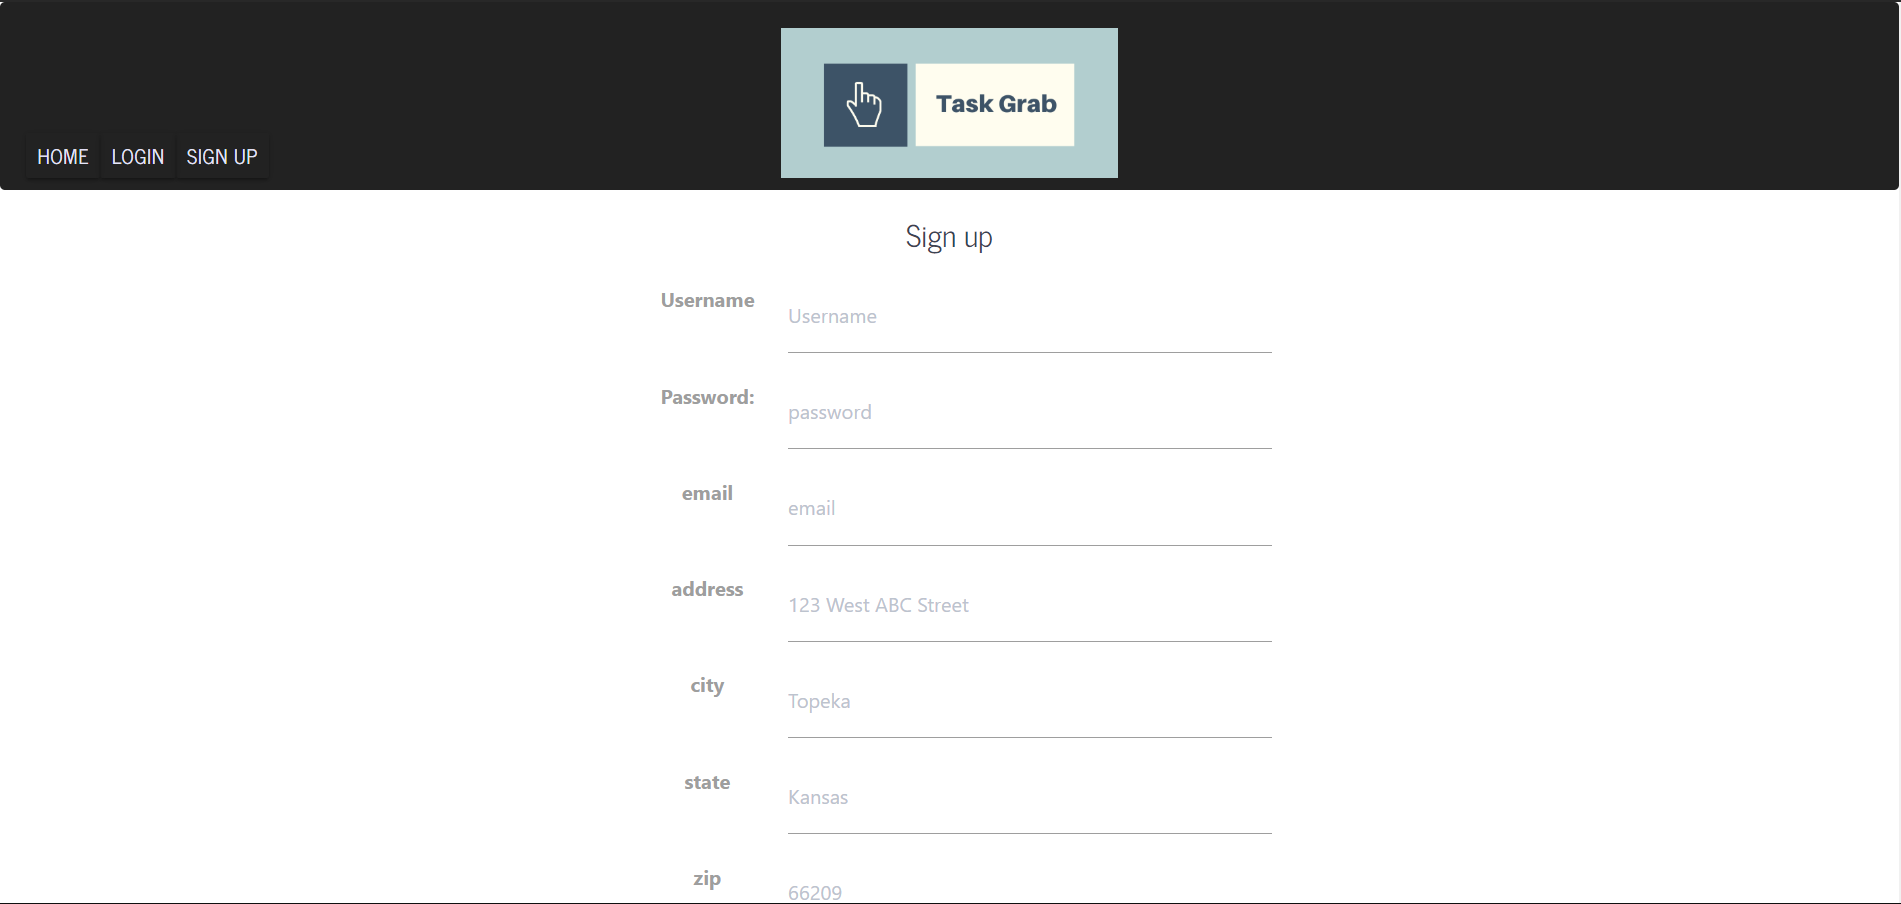 Task Grab
HOME LOGIN SIGN UP
Sign up
Username
Username
Password:
password
email
email
address
123 West ABC Street
city
Topeka
state
Kansas
zip
66209